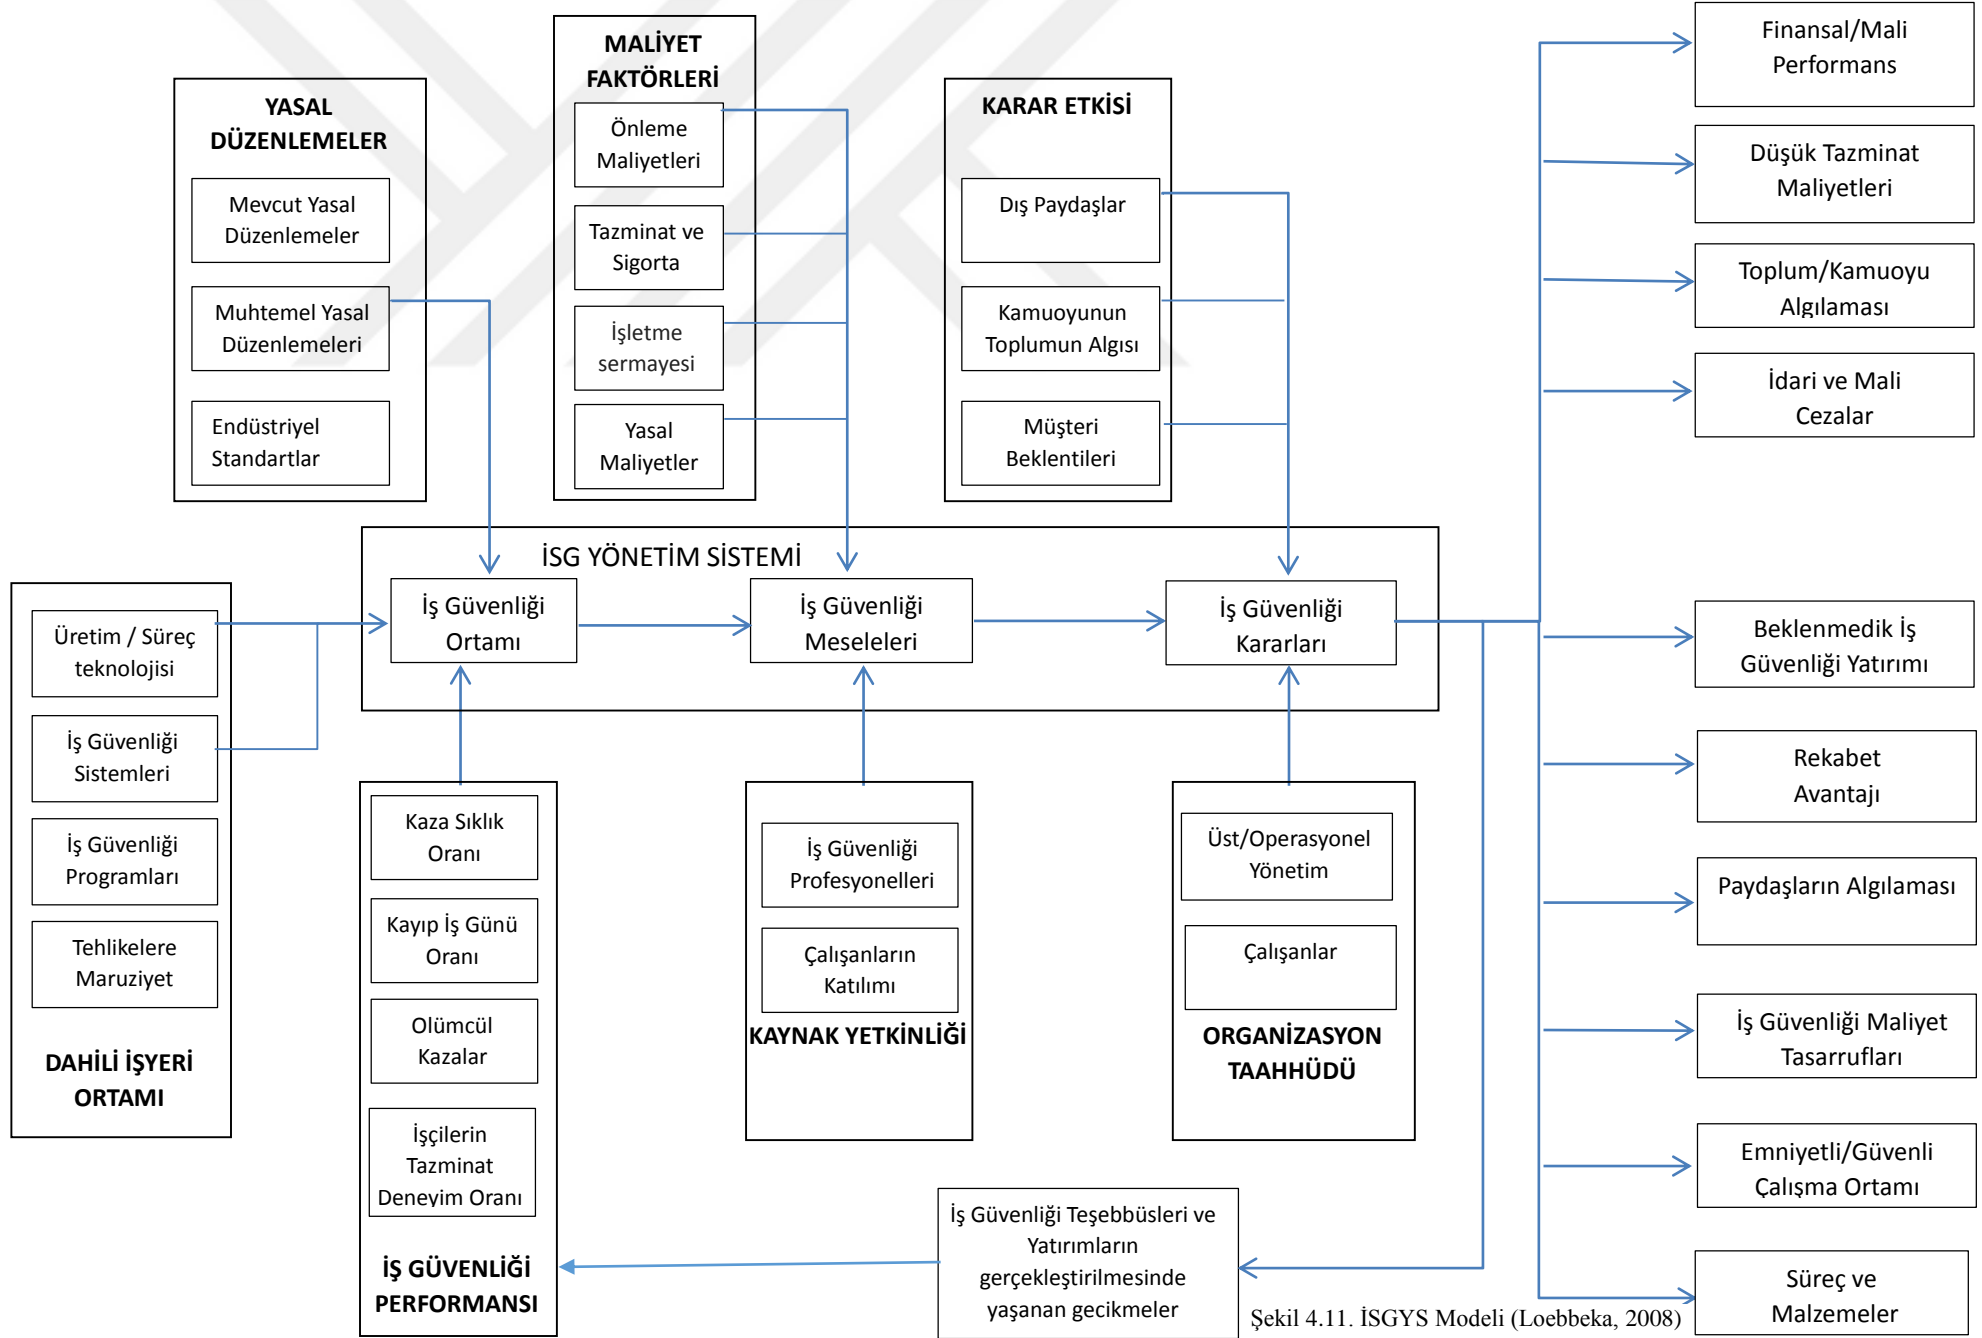 YASAL
DÜZENLEMELER
Mevcut Yasal
Düzenlemeler
Muhtemel Yasal
Düzenlemeleri
Endüstriyel
Standartlar
MALİYET
FAKTÖRLERİ
Önleme
Maliyetleri
Tazminat ve
Sigorta
İşletme
sermayesi
Yasal
Maliyetler
KARAR ETKİSİ
Dış Paydaşlar
Kamuoyunun
Toplumun Algısı
Müşteri
Beklentileri
Finansal/Mali
Performans
Düşük Tazminat
Maliyetleri
Toplum/Kamuoyu
Algılaması
İdari ve Mali
Cezalar
İSG YÖNETİM SİSTEMİ
İş Güvenliği
Ortamı
İş Güvenliği
Meseleleri
İş Güvenliği
Kararları
Üretim / Süreç
teknolojisi
İş Güvenliği
Sistemleri
İş Güvenliği
Programları
Tehlikelere
Maruziyet
DAHİLİ İŞYERİ
ORTAMI
Kaza Sıklık
Oranı
Kayıp İş Günü
Oranı
Olümcül
Kazalar
İşçilerin
Tazminat
Deneyim Oranı
İŞ GÜVENLİĞİ
PERFORMANSI
İş Güvenliği
Profesyonelleri
Çalışanların
Katılımı
KAYNAK YETKİNLİĞİ
Üst/Operasyonel
Yönetim
Çalışanlar
ORGANİZASYON
TAAHHÜDÜ
Beklenmedik İş
Güvenliği Yatırımı
Rekabet
Avantajı
Paydaşların Algılaması
İş Güvenliği Maliyet
Tasarrufları
Emniyetli/Güvenli
Çalışma Ortamı
Süreç ve
Malzemeler
İş Güvenliği Teşebbüsleri ve
Yatırımların
gerçekleştirilmesinde
yaşanan gecikmeler
Şekil 4.11. İSGYS Modeli (Loebbeka, 2008)